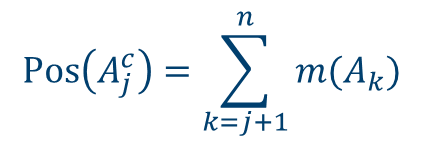 Pos(A_j^c) = \sum_{k=j+1}^{n} m(A_k)